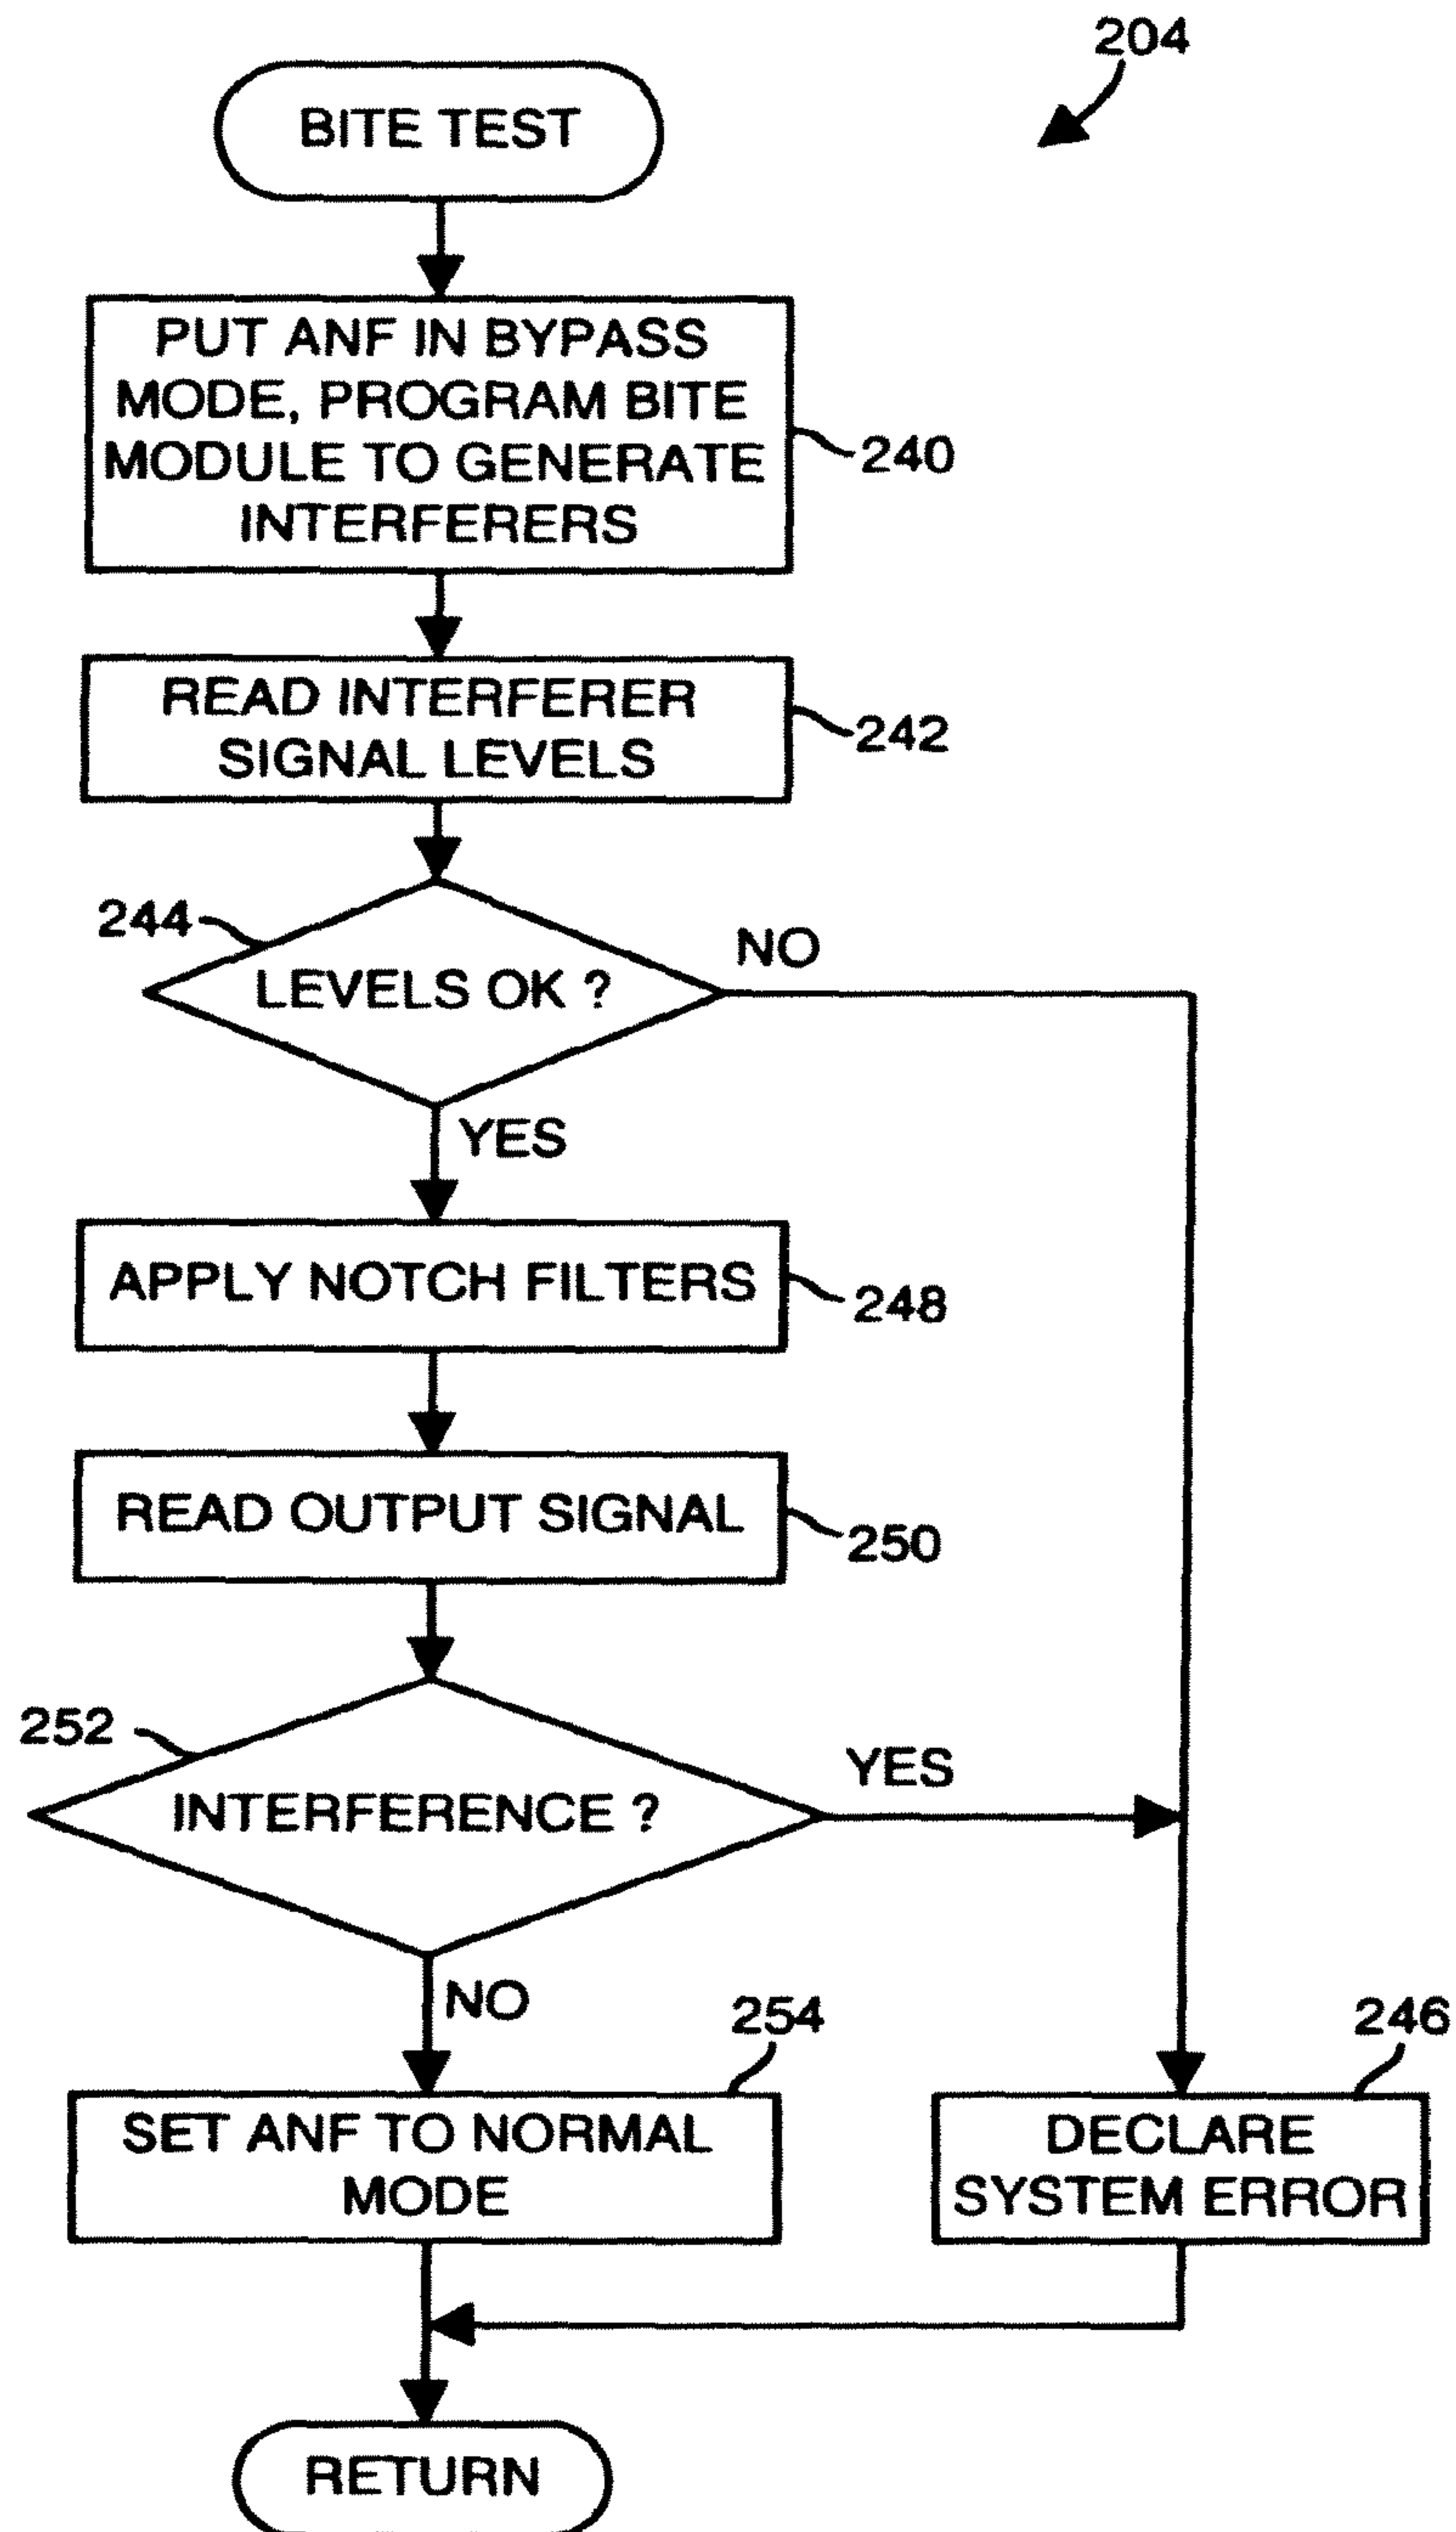 204
BITE TEST
PUT ANF IN BYPASS
MODE, PROGRAM BITE
MODULE TO GENERATE
INTERFERERS
240
READ INTERFERER
SIGNAL LEVELS
242
244
LEVELS OK ?
NO
YES
APPLY NOTCH FILTERS
248
READ OUTPUT SIGNAL
250
252
INTERFERENCE ?
YES
NO
254
246
SET ANF TO NORMAL
MODE
DECLARE
SYSTEM ERROR
RETURN